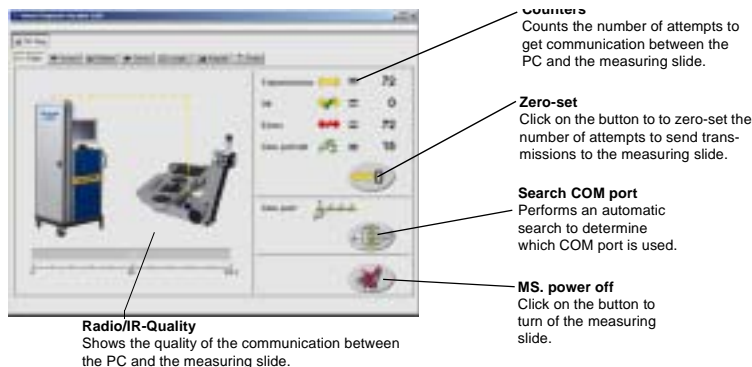 Counters
Counts the number of attempts to
get communication between the
PC and the measuring slide.
Zero-set
Click on the button to to zero-set the
number of attempts to send trans-
missions to the measuring slide.
Search COM port
Performs an automatic
search to determine
which COM port is used.
MS. power off
Click on the button to
turn of the measuring
slide.
= 72
= 0
= 72
Radio/IR-Quality
Shows the quality of the communication between
the PC and the measuring slide.